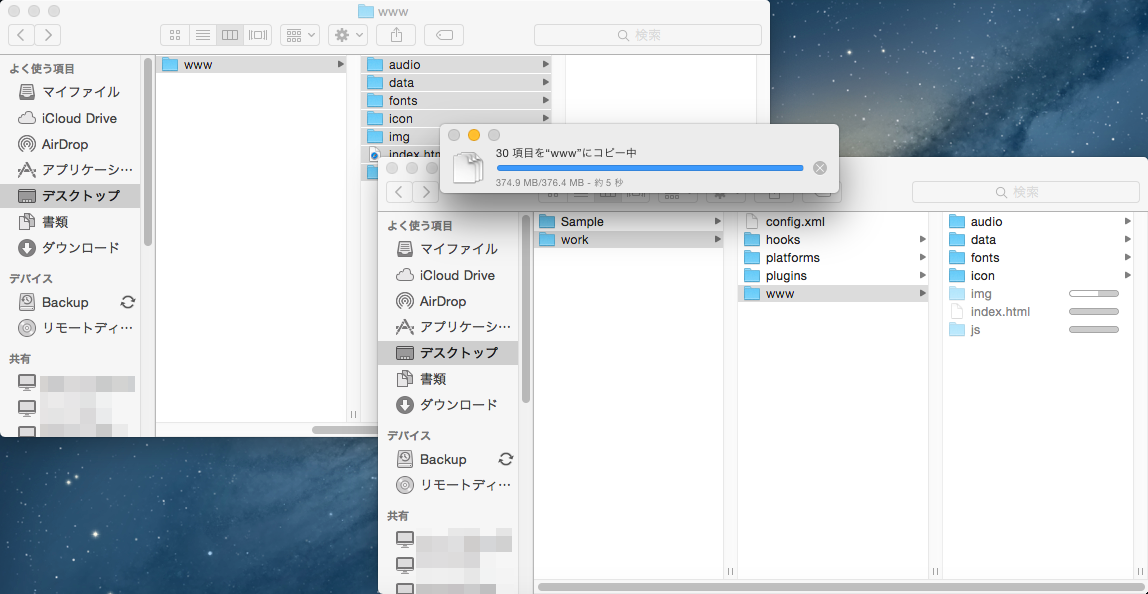 www
検索
よく使う項目
マイファイル
iCloud Drive
AirDrop
アプリケーシ…
デスクトップ
書類
ダウンロード
デバイス
Backup
リモートディ…
共有
www
audio
data
fonts
icon
img
30 項目を“www”にコピー中
374.9 MB/376.4 MB - 約 5 秒
検索
よく使う項目
マイファイル
iCloud Drive
AirDrop
アプリケーシ…
デスクトップ
書類
ダウンロード
デバイス
Backup
リモートディ…
共有
Sample
work
config.xml
hooks
platforms
plugins
www
audio
data
fonts
icon
img
index.html
js